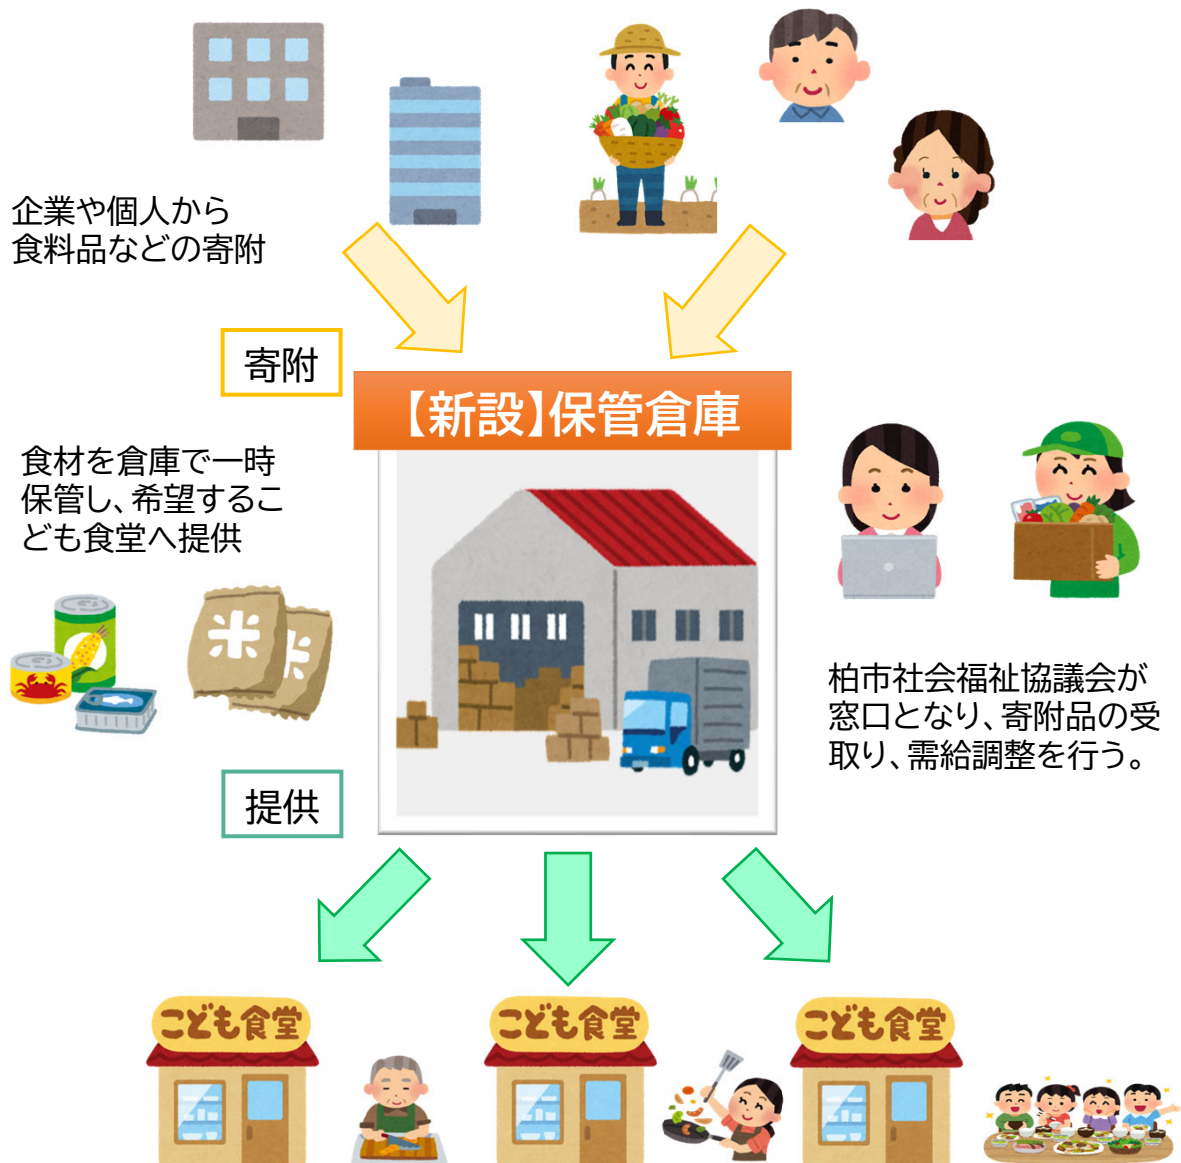 企業や個人から
食料品などの寄附
寄附
【新設】保管倉庫
食材を倉庫で一時
保管し、希望するこ
ども食堂へ提供
米
米
柏市社会福祉協議会が
窓口となり、寄附品の受
取り、需給調整を行う。
提供
こども食堂
こども食堂
こども食堂